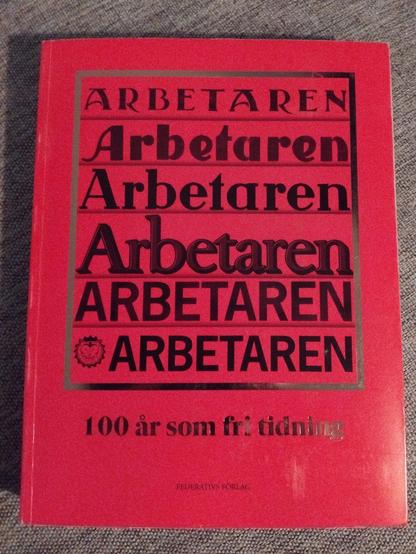 ARBETAREN
Arbetaren
Arbetaren
Arbetaren
ARBETAREN
ARBETAREN
100 år som fri tidning
FEDERATIVS FÖRLAG